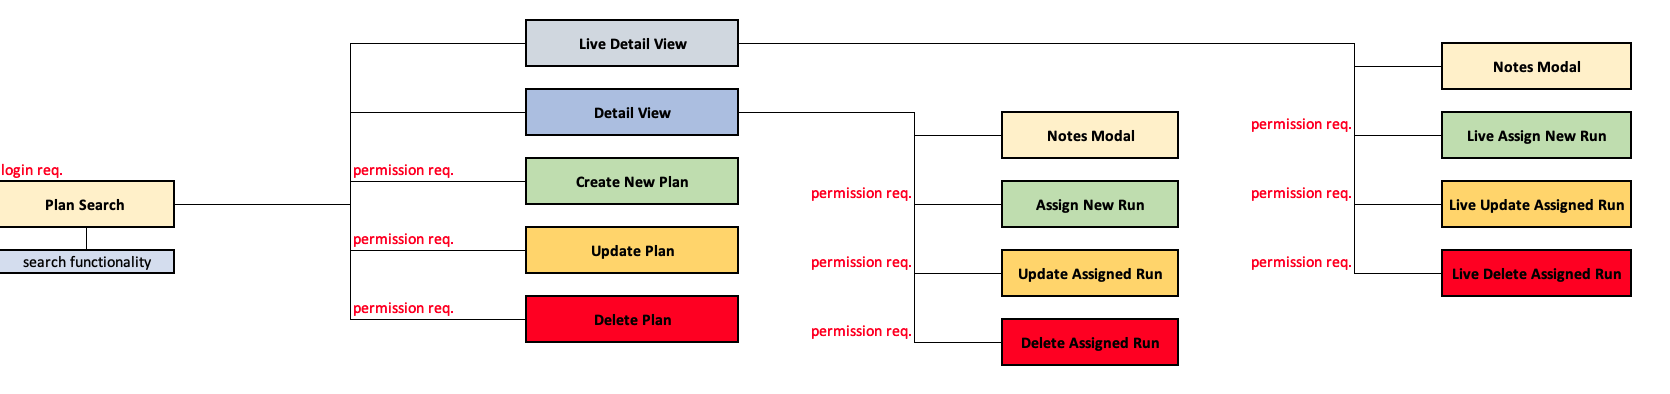 login req.
Plan Search
search functionality
Live Detail View
Detail View
permission req.
Create New Plan
permission req.
Update Plan
permission req.
Delete Plan
Notes Modal
permission req.
Assign New Run
permission req.
Update Assigned Run
permission req.
Delete Assigned Run
Notes Modal
permission req.
Live Assign New Run
permission req.
Live Update Assigned Run
permission req.
Live Delete Assigned Run